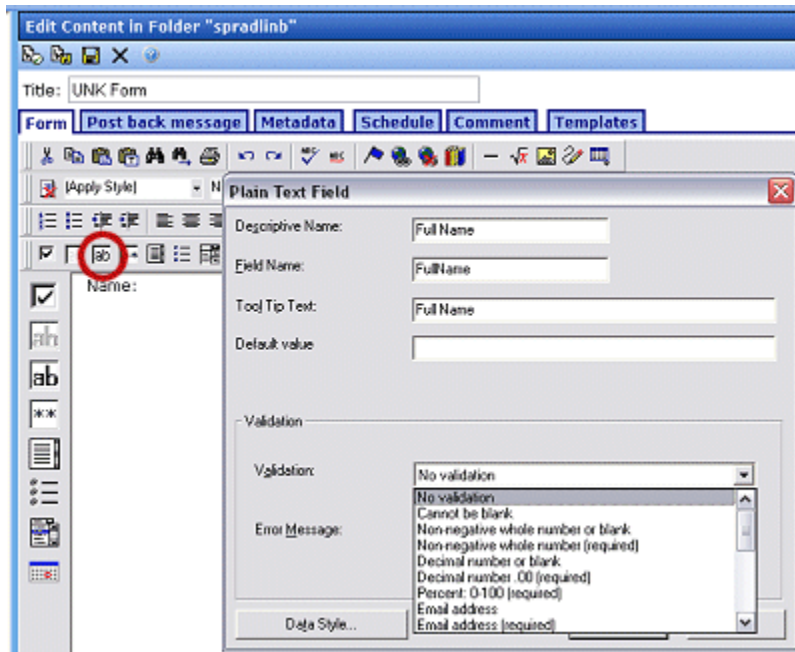 Edit Content in Folder "spradlinb"
Title: UNK Form
Form Post back message Metadata Schedule Comment Templates
(Apply Style) N
Plain Text Field
Descriptive Name: Full Name
Field Name: FullName
Tool Tip Text: Full Name
Default value
ab
Name:
ab
ab
**
Validation
Validation: No validation
No validation
Cannot be blank
Non-negative whole number or blank
Error Message:
Non-negative whole number (required)
Decimal number or blank
Decimal number .00 (required)
Percent: 0-100 (required)
Email address
Email address (required)
Data Style...